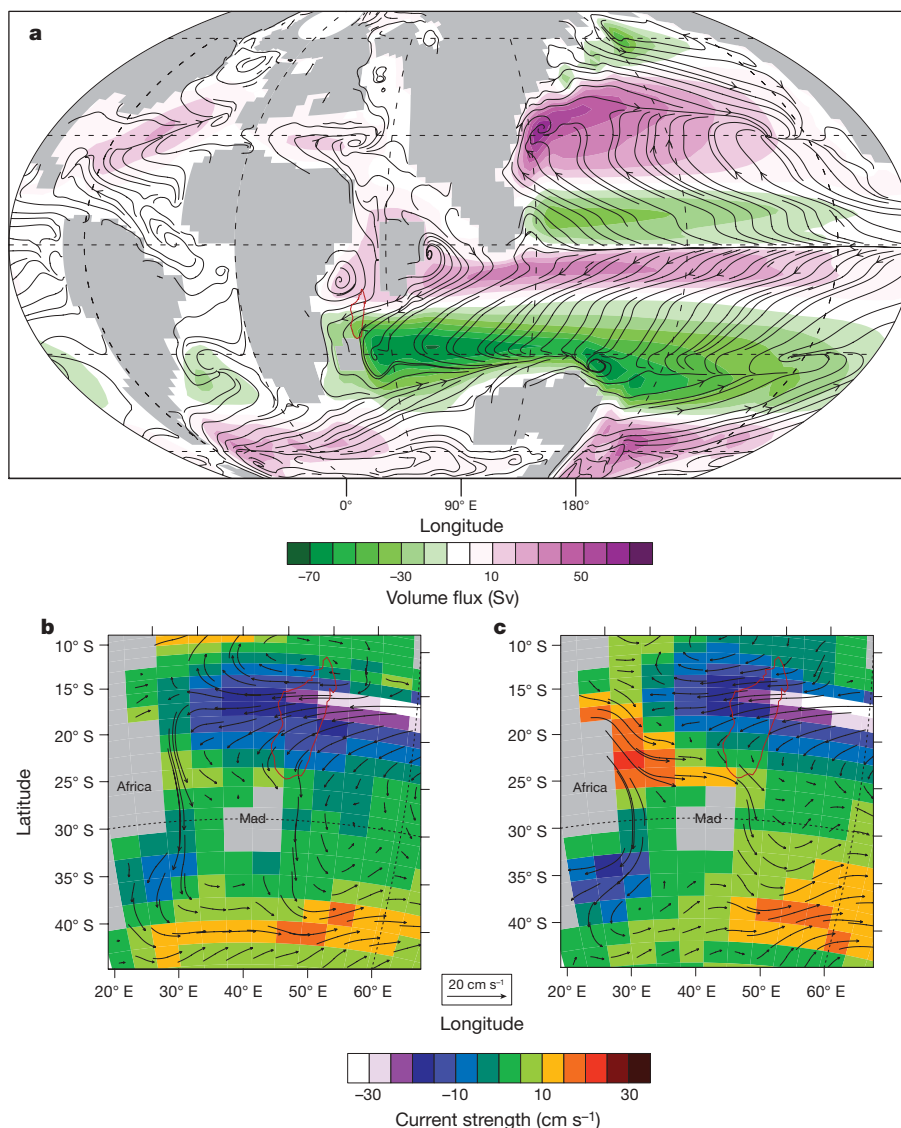 a
0° 90° E 180°
Longitude
−70 −30 10 50
Volume flux (Sv)
b c
10° S 10° S
15° S 15° S
20° S 20° S
25° S 25° S
30° S 30° S
35° S 35° S
40° S 40° S
Latitude
Africa Mad Africa Mad
20° E 30° E 40° E 50° E 60° E 20° E 30° E 40° E 50° E 60° E
20 cm s⁻¹
Longitude
−30 −10 10 30
Current strength (cm s⁻¹)